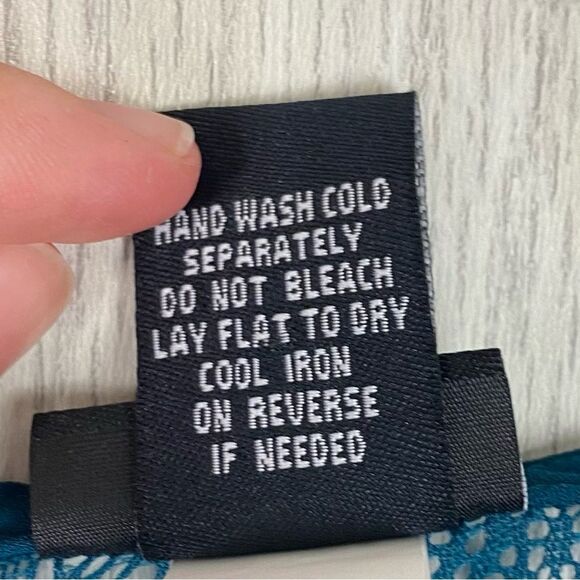 HAND WASH COLD
SEPARATELY
DO NOT BLEACH
LAY FLAT TO DRY
COOL IRON
ON REVERSE
IF NEEDED